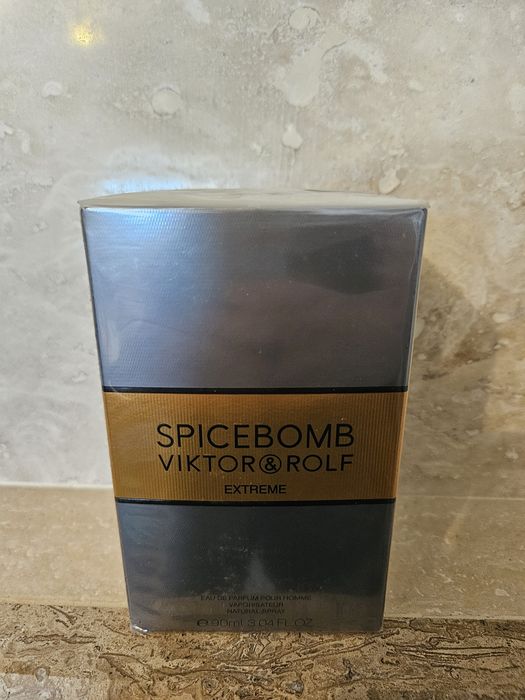 SPICEBOMB
VIKTOR&ROLF
EXTREME
EAU DE PARFUM POUR HOMME
VAPORISATEUR
NATURAL SPRAY
℮ 90ml 3.04 FL.OZ